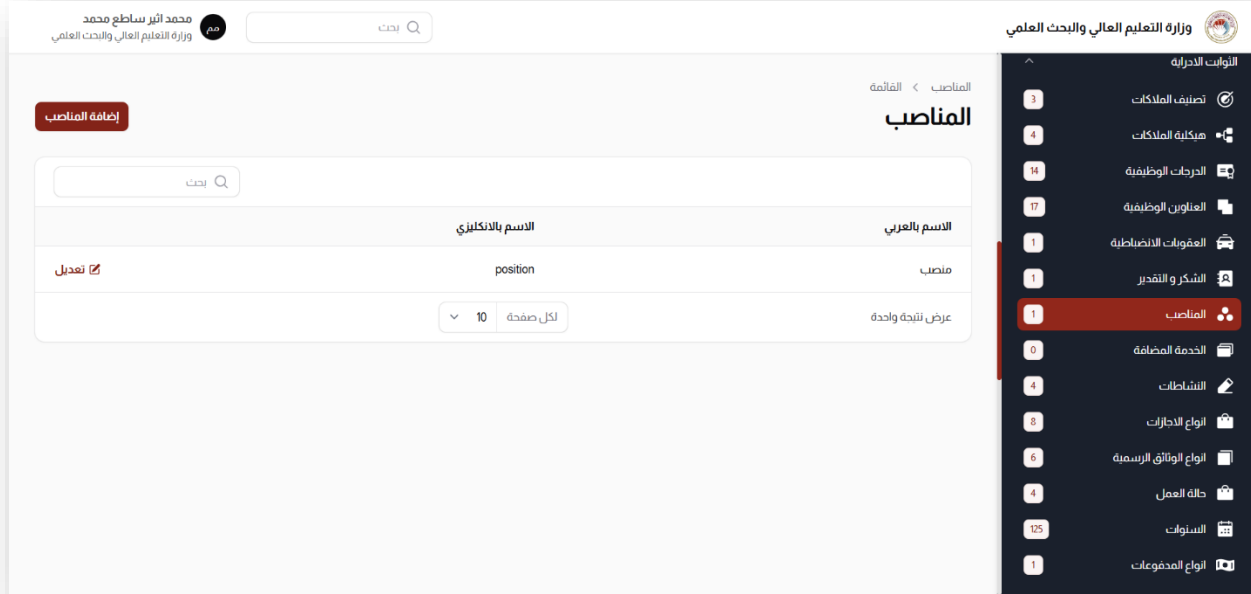 وزارة التعليم العالي والبحث العلمي
بحث
مم
محمد اثير ساطع محمد
وزارة التعليم العالي والبحث العلمي
الثوابت الادراية
تصنيف الملاكات 3
هيكلية الملاكات 4
الدرجات الوظيفية 14
العناوين الوظيفية 17
العقوبات الانضباطية 1
الشكر و التقدير 1
المناصب 1
الخدمة المضافة 0
النشاطات 4
انواع الاجازات 8
انواع الوثائق الرسمية 6
حالة العمل 4
السنوات 125
انواع المدفوعات 1
المناصب > القائمة
المناصب
إضافة المناصب
بحث
الاسم بالعربي الاسم بالانكليزي
منصب position تعديل
عرض نتيجة واحدة لكل صفحة 10